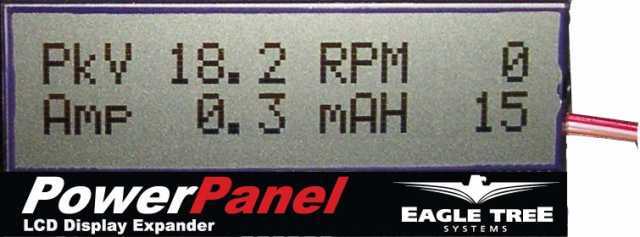 PkV 18.2 RPM 0
Amp 0.3 mAH 15
PowerPanel
LCD Display Expander
EAGLE TREE
SYSTEMS